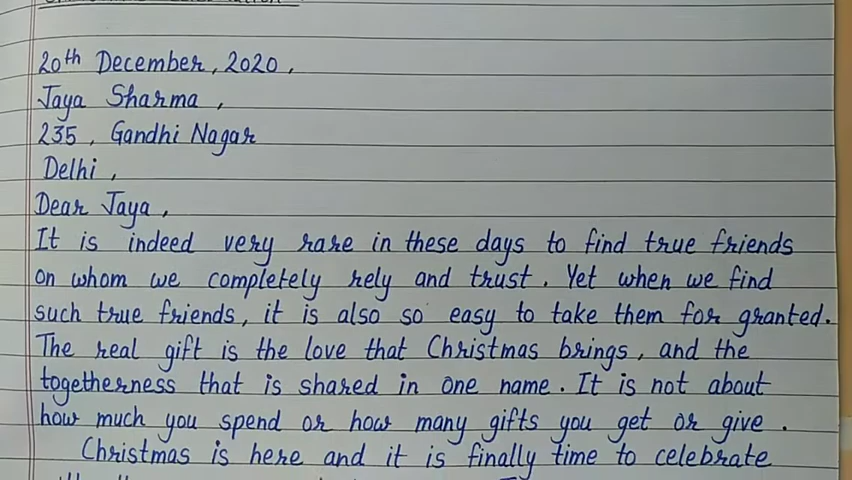 20th December, 2020,
Jaya Sharma,
235, Gandhi Nagar
Delhi,
Dear Jaya,
It is indeed very rare in these days to find true friends
on whom we completely rely and trust. Yet when we find
such true friends, it is also so easy to take them for granted.
The real gift is the love that Christmas brings, and the
togetherness that is shared in one name. It is not about
how much you spend or how many gifts you get or give.
Christmas is here and it is finally time to celebrate